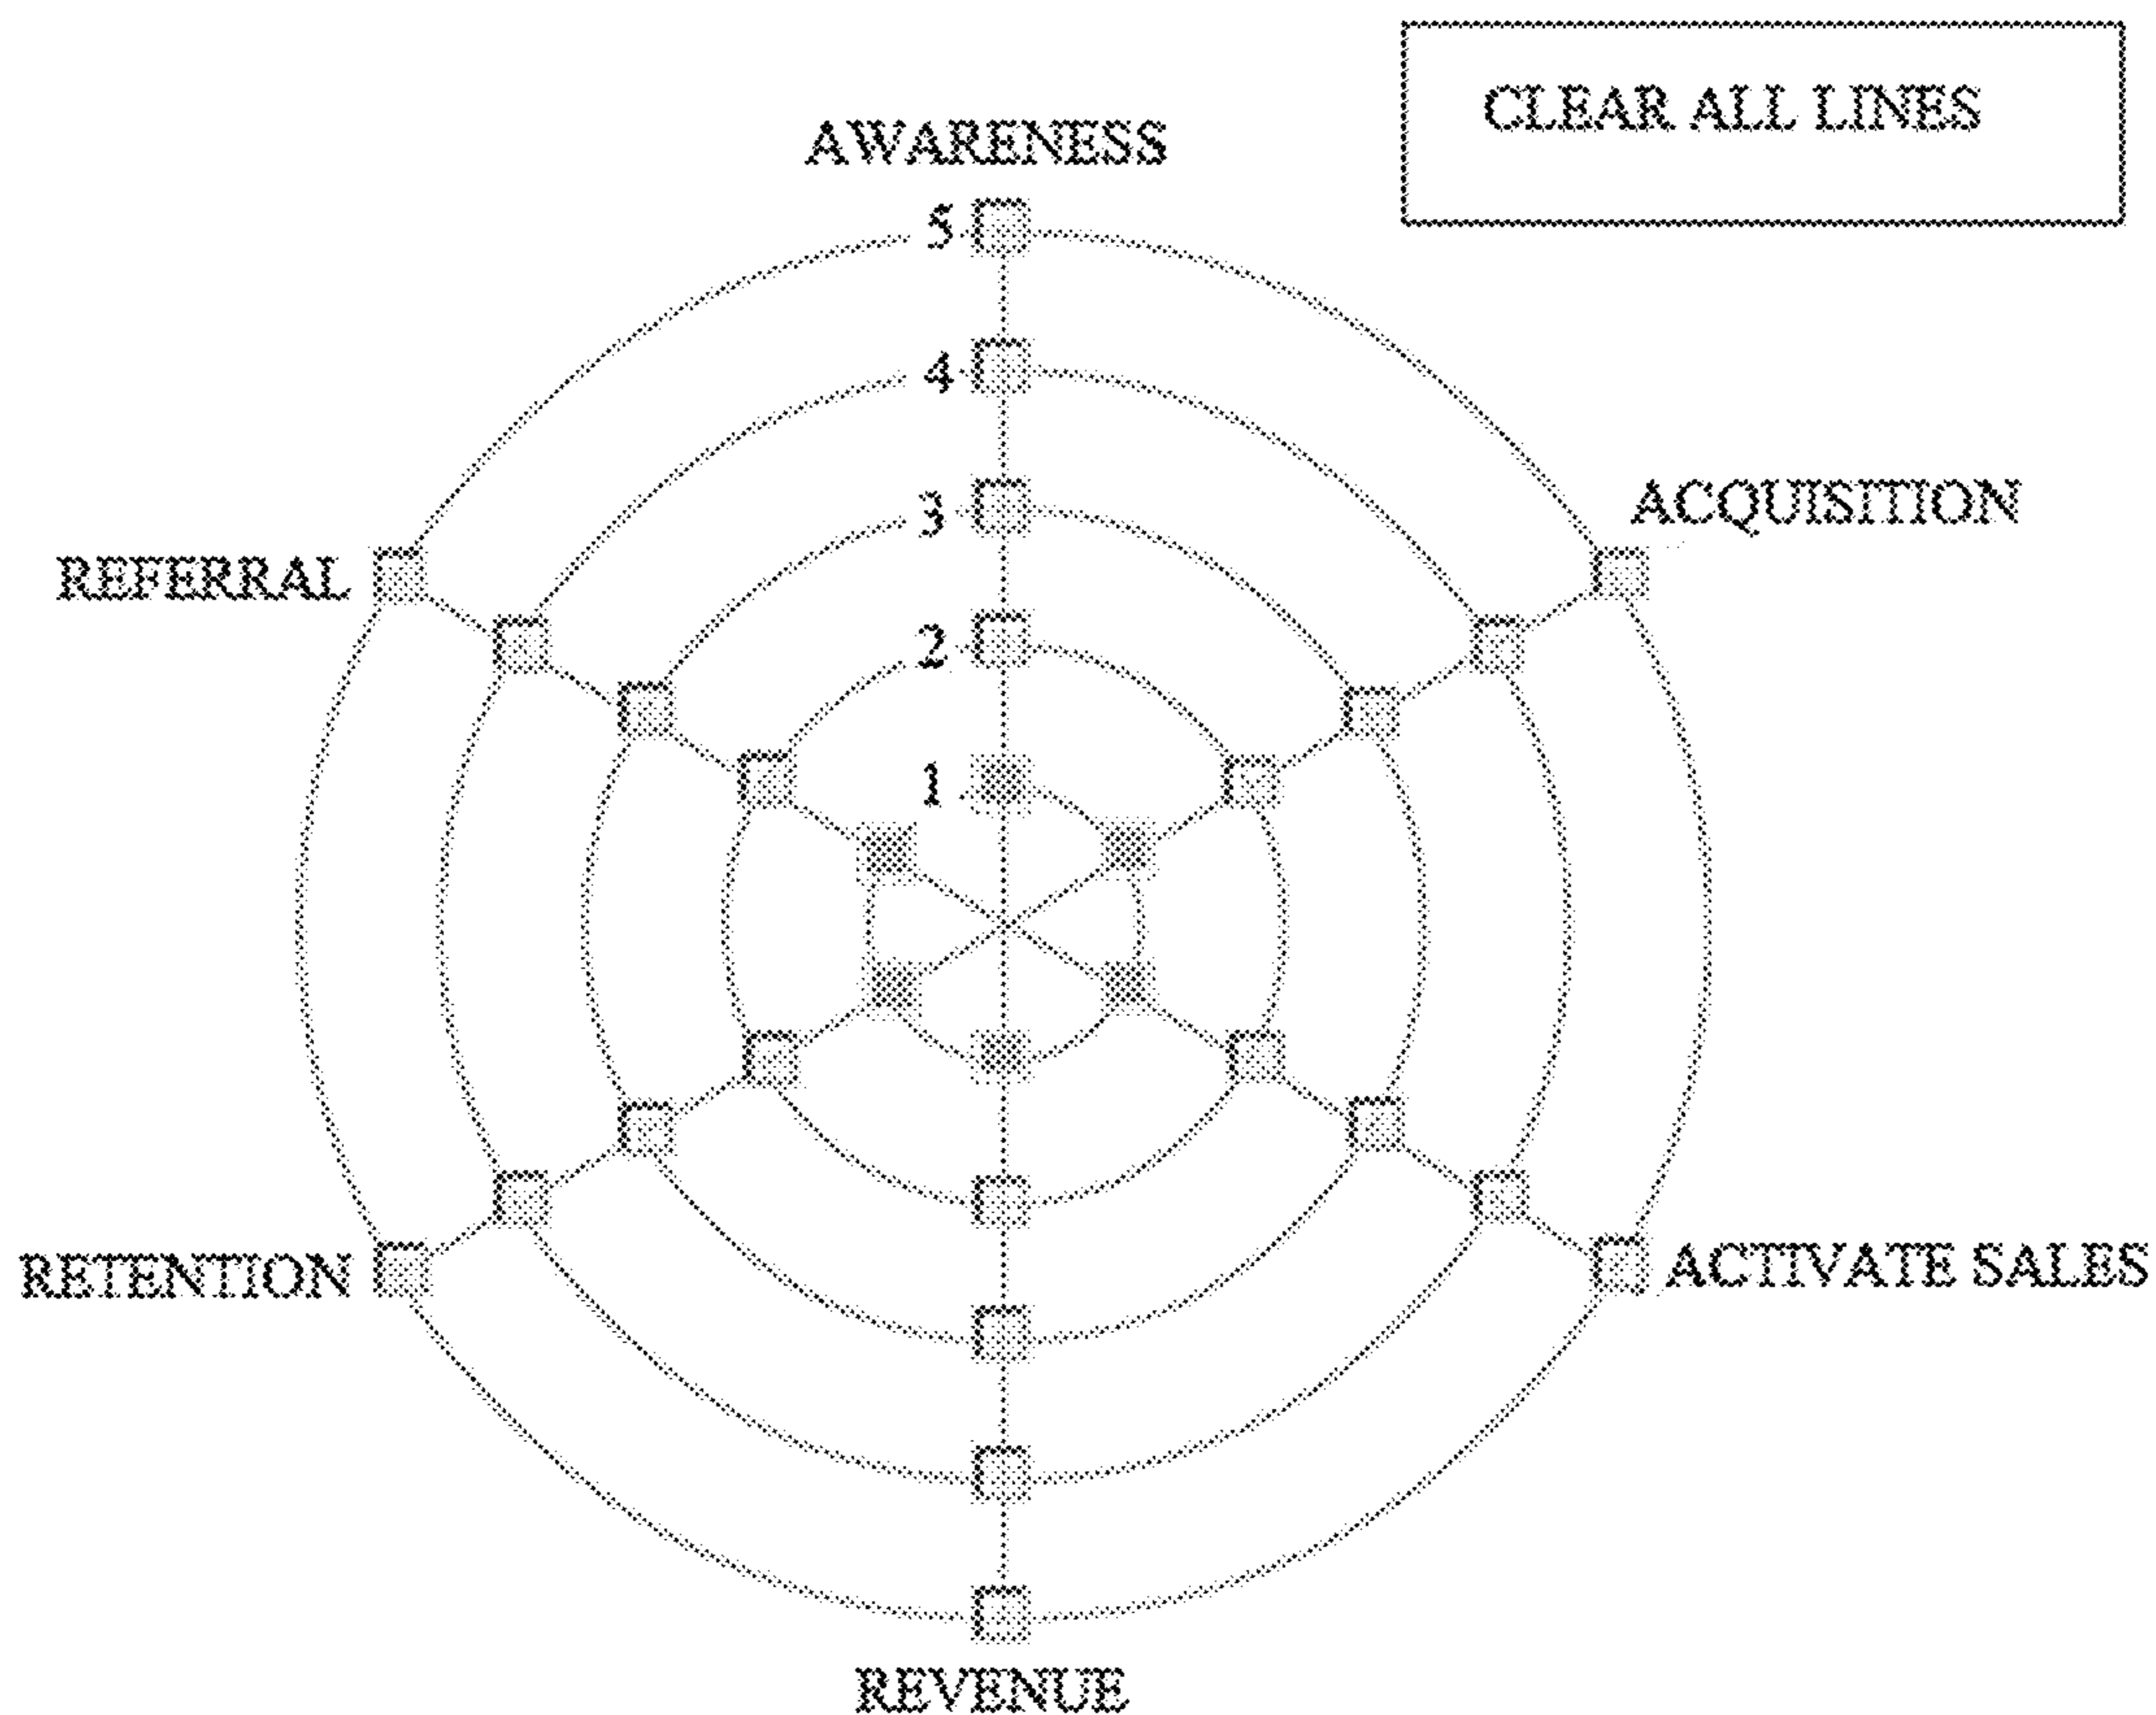 CLEAR ALL LINES
AWARENESS
5
4
3
2
1
ACQUISITION
REFERRAL
RETENTION
ACTIVATE SALES
REVENUE